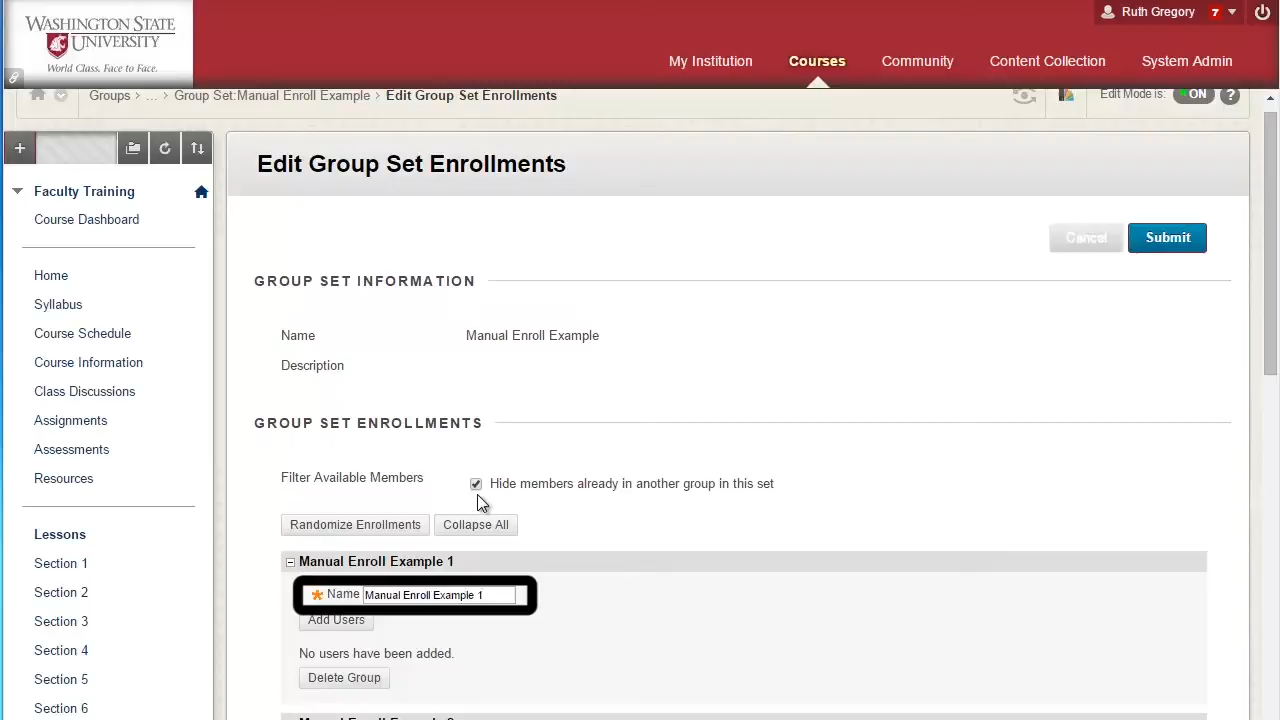 WASHINGTON STATE
UNIVERSITY
World Class. Face to Face.
Ruth Gregory 7
My Institution Courses Community Content Collection System Admin
Groups > ... > Group Set:Manual Enroll Example > Edit Group Set Enrollments
Edit Mode is: ON ?
Faculty Training
Course Dashboard
Home
Syllabus
Course Schedule
Course Information
Class Discussions
Assignments
Assessments
Resources
Lessons
Section 1
Section 2
Section 3
Section 4
Section 5
Section 6
Edit Group Set Enrollments
Cancel Submit
GROUP SET INFORMATION
Name Manual Enroll Example
Description
GROUP SET ENROLLMENTS
Filter Available Members Hide members already in another group in this set
Randomize Enrollments Collapse All
Manual Enroll Example 1
* Name Manual Enroll Example 1
Add Users
No users have been added.
Delete Group